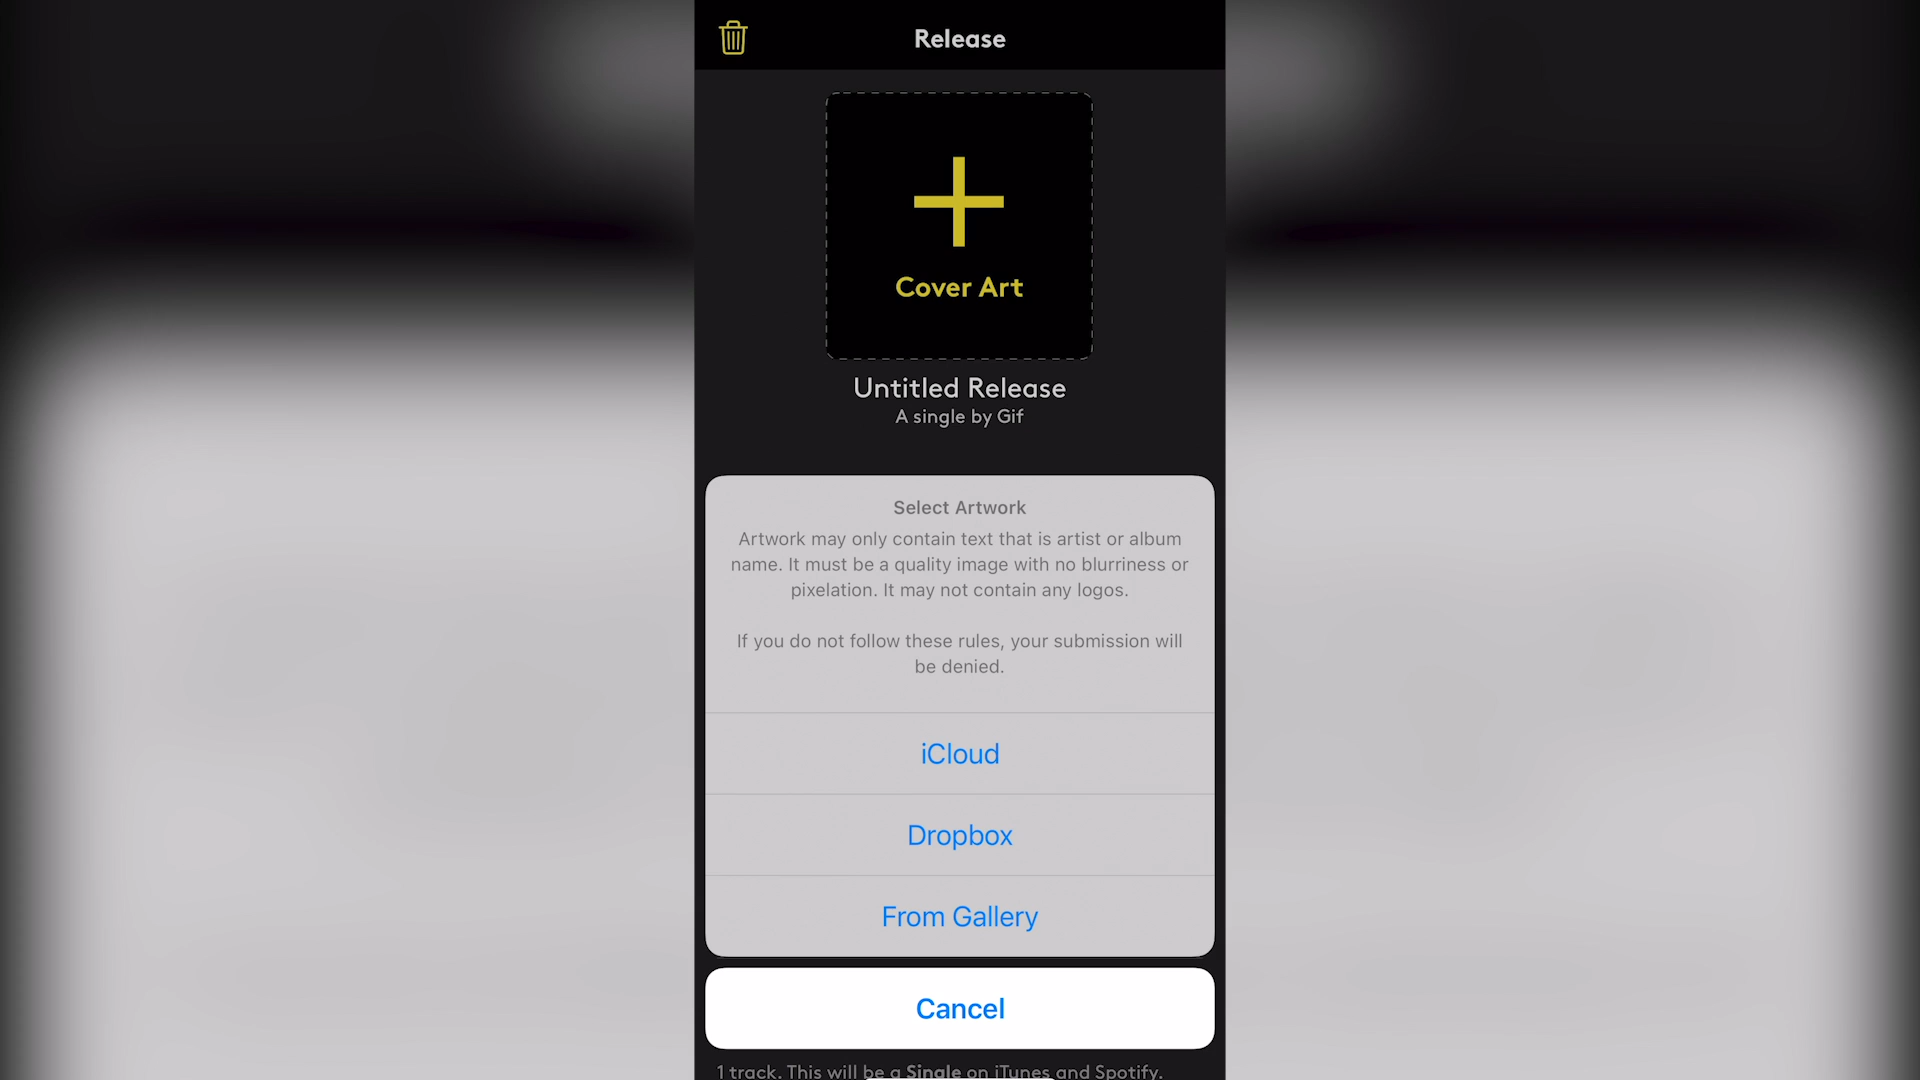 Release
Cover Art
Untitled Release
A single by Gif
Select Artwork
Artwork may only contain text that is artist or album
name. It must be a quality image with no blurriness or
pixelation. It may not contain any logos.
If you do not follow these rules, your submission will
be denied.
iCloud
Dropbox
From Gallery
Cancel
1 track. This will be a Single on iTunes and Spotify.